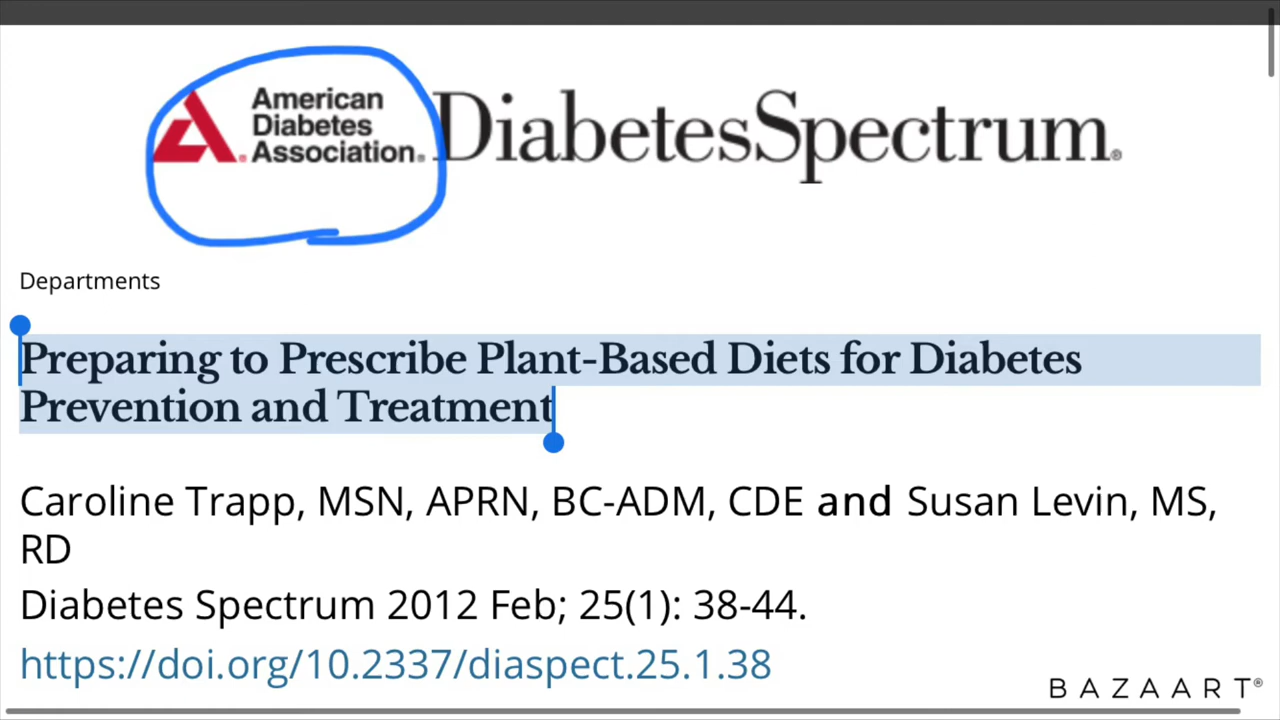 American
Diabetes
Association®
DiabetesSpectrum®
Departments
Preparing to Prescribe Plant-Based Diets for Diabetes
Prevention and Treatment
Caroline Trapp, MSN, APRN, BC-ADM, CDE and Susan Levin, MS,
RD
Diabetes Spectrum 2012 Feb; 25(1): 38-44.
https://doi.org/10.2337/diaspect.25.1.38
BAZAART®